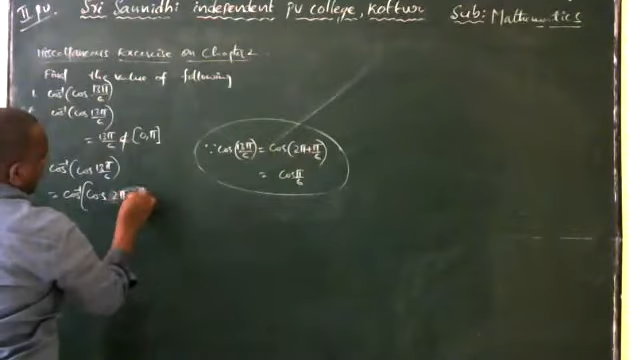 II PU. Sri Sannidhi independent PU college, Kottur Sub: Mathematics
Miscellaneous Excercise on Chapter 2
Find the value of following
1. cos⁻¹(cos 13π/6)
cos⁻¹(cos 13π/6)
= 13π/6 ∉ [0,π]
cos⁻¹(cos 13π/6)
= cos⁻¹(cos 2π
∵ cos(13π/6) = cos(2π+π/6)
= cos π/6